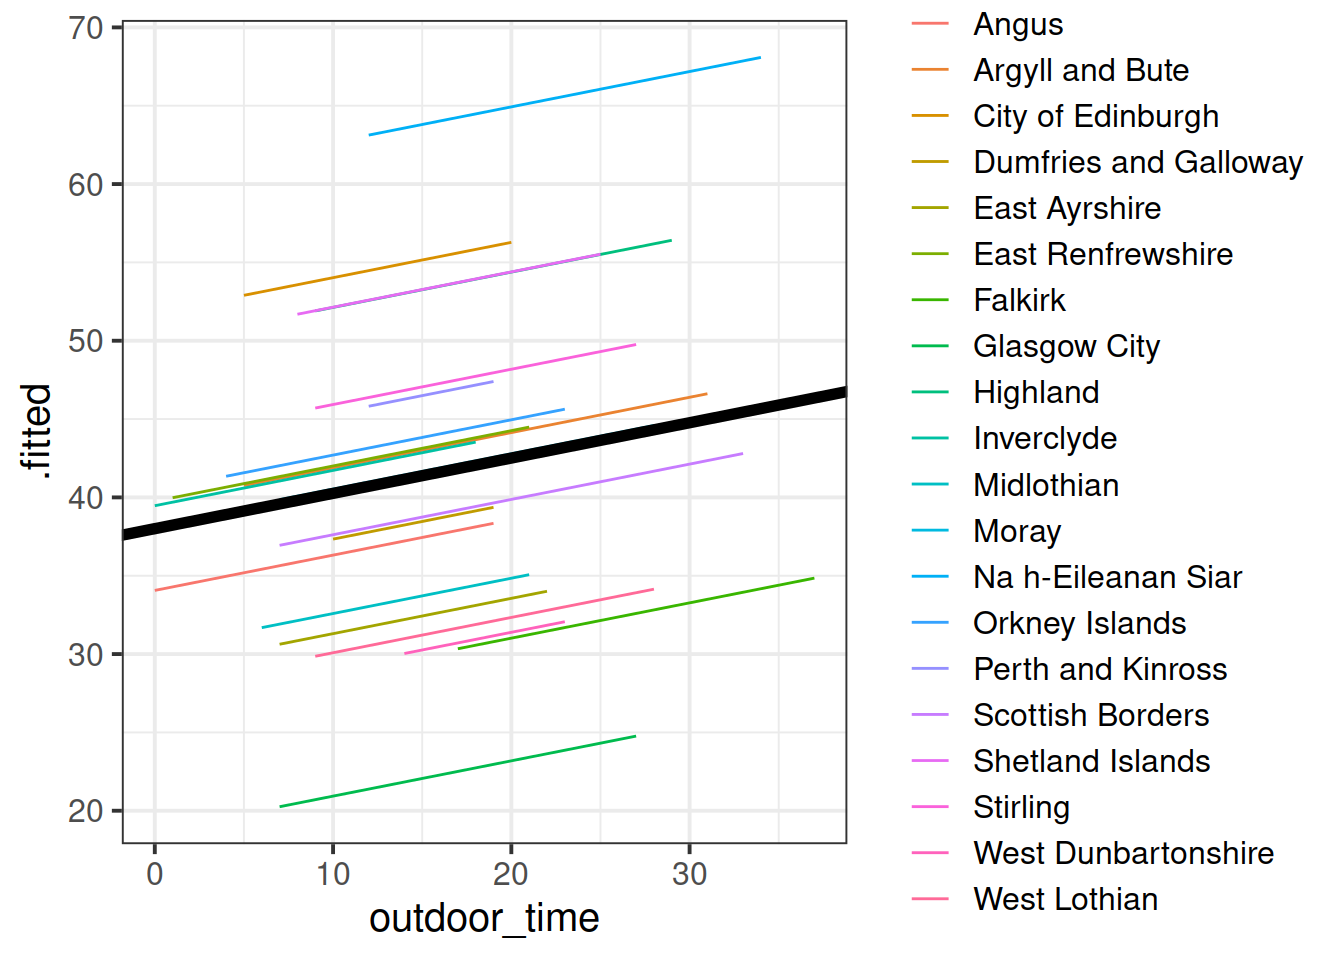 70
60
50
40
30
20
.fitted
0 10 20 30
outdoor_time
Angus
Argyll and Bute
City of Edinburgh
Dumfries and Galloway
East Ayrshire
East Renfrewshire
Falkirk
Glasgow City
Highland
Inverclyde
Midlothian
Moray
Na h-Eileanan Siar
Orkney Islands
Perth and Kinross
Scottish Borders
Shetland Islands
Stirling
West Dunbartonshire
West Lothian